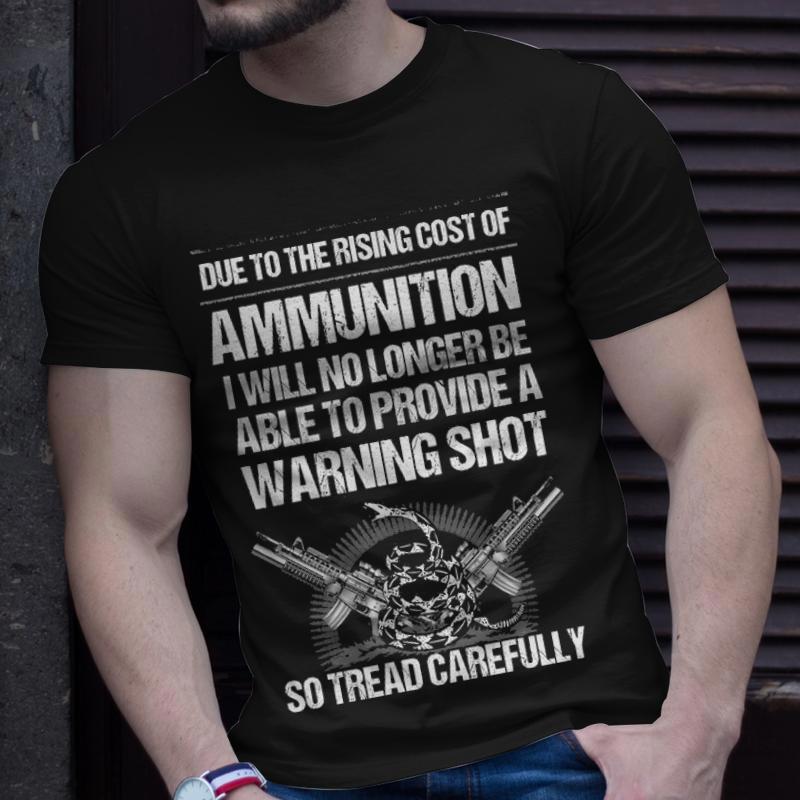 DUE TO THE RISING COST OF
AMMUNITION
I WILL NO LONGER BE
ABLE TO PROVIDE A
WARNING SHOT
SO TREAD CAREFULLY